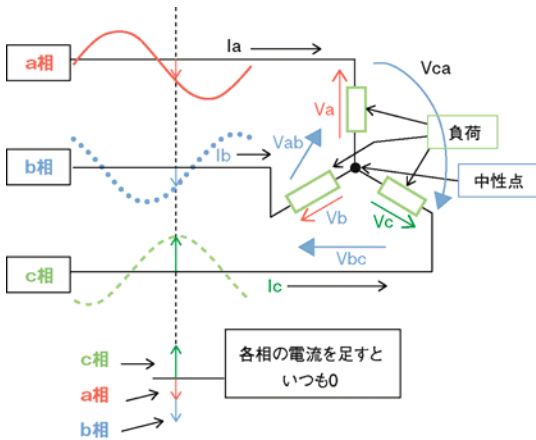 a相
Ia
Vca
Va
負荷
b相
Ib
Vab
中性点
Vb
Vc
Vbc
c相
Ic
c相
a相
b相
各相の電流を足すと
いつも0